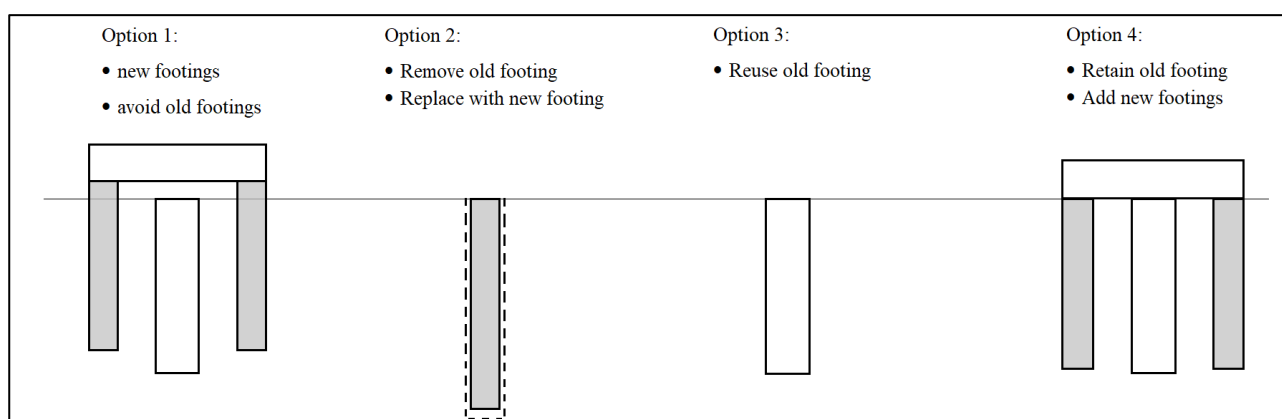 Option 1:
• new footings
• avoid old footings
Option 2:
• Remove old footing
• Replace with new footing
Option 3:
• Reuse old footing
Option 4:
• Retain old footing
• Add new footings